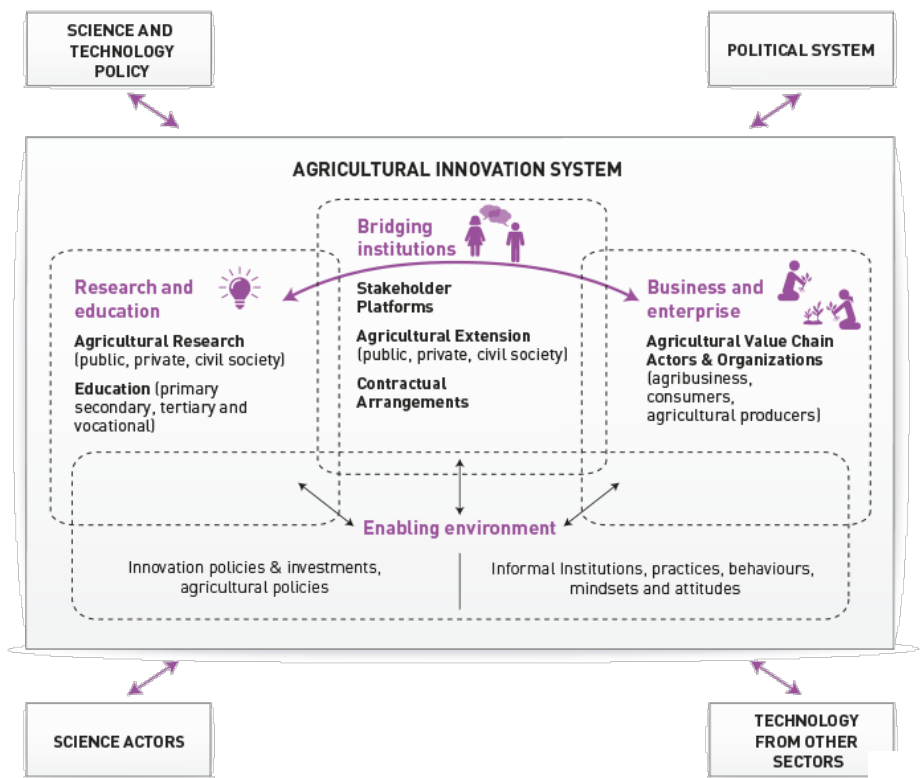 SCIENCE AND
TECHNOLOGY
POLICY
POLITICAL SYSTEM
AGRICULTURAL INNOVATION SYSTEM
Bridging
institutions
Stakeholder
Platforms
Agricultural Extension
(public, private, civil society)
Contractual
Arrangements
Research and
education
Agricultural Research
(public, private, civil society)
Education (primary
secondary, tertiary and
vocational)
Business and
enterprise
Agricultural Value Chain
Actors & Organizations
(agribusiness,
consumers,
agricultural producers)
Enabling environment
Innovation policies & investments,
agricultural policies
Informal Institutions, practices, behaviours,
mindsets and attitudes
SCIENCE ACTORS
TECHNOLOGY
FROM OTHER
SECTORS